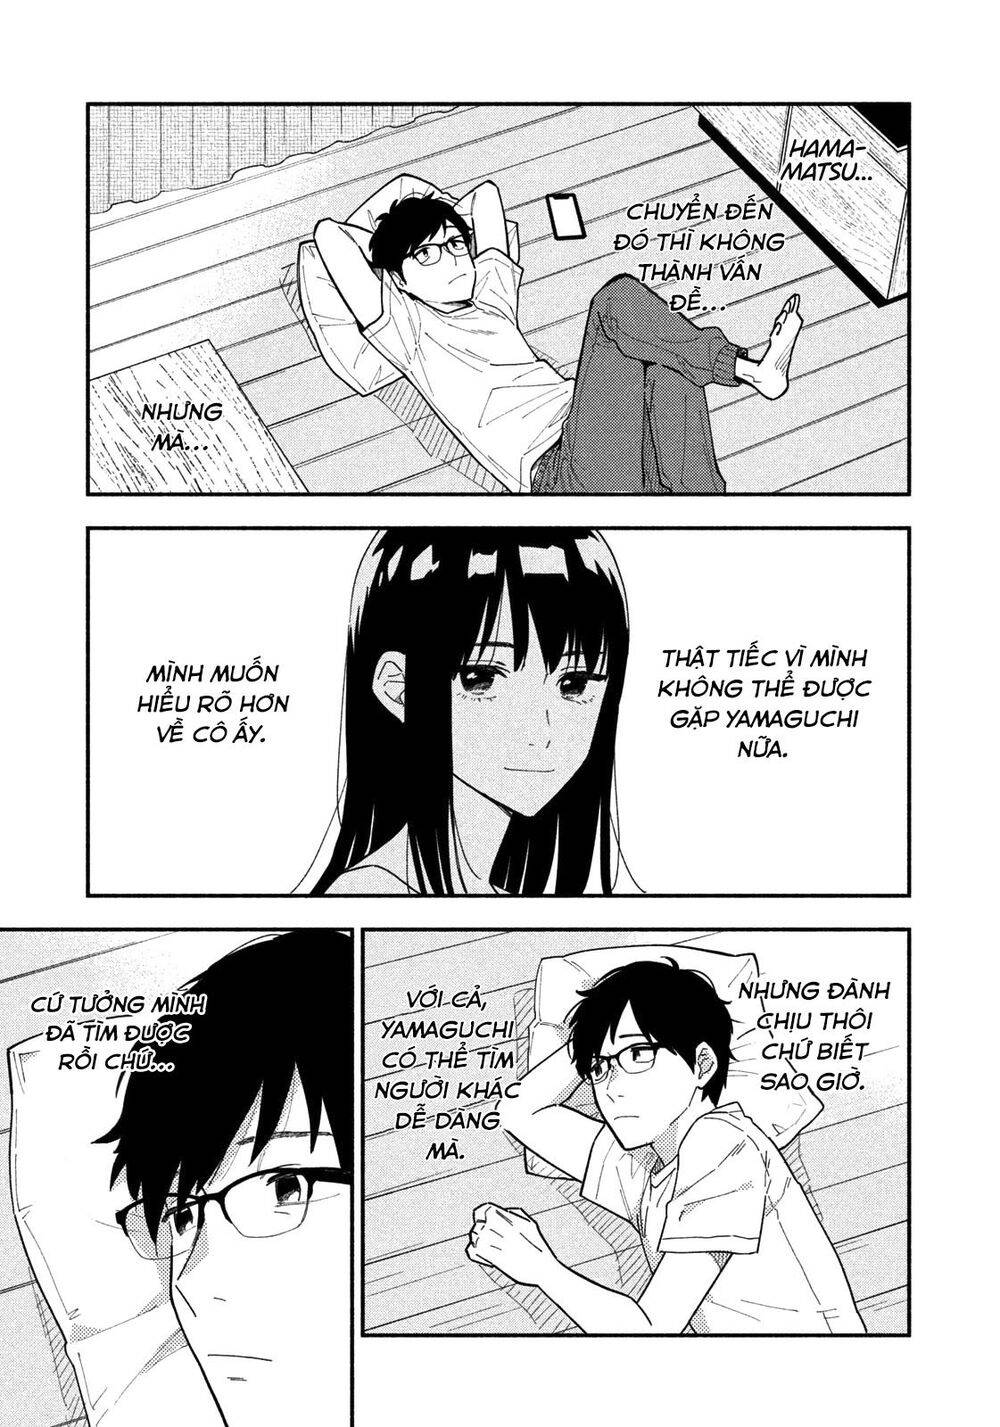 HAMA-
MATSU...
CHUYỂN ĐẾN
ĐÓ THÌ KHÔNG
THÀNH VẤN
ĐỀ...
NHƯNG
MÀ...
THẬT TIẾC VÌ MÌNH
KHÔNG THỂ ĐƯỢC
GẶP YAMAGUCHI
NỮA.
MÌNH MUỐN
HIỂU RÕ HƠN
VỀ CÔ ẤY.
NHƯNG ĐÀNH
CHỊU THÔI
CHỨ BIẾT
SAO GIỜ.
VỚI CẢ,
YAMAGUCHI
CÓ THỂ TÌM
NGƯỜI KHÁC
DỄ DÀNG
MÀ.
CỨ TƯỞNG MÌNH
ĐÃ TÌM ĐƯỢC
RỒI CHỨ...